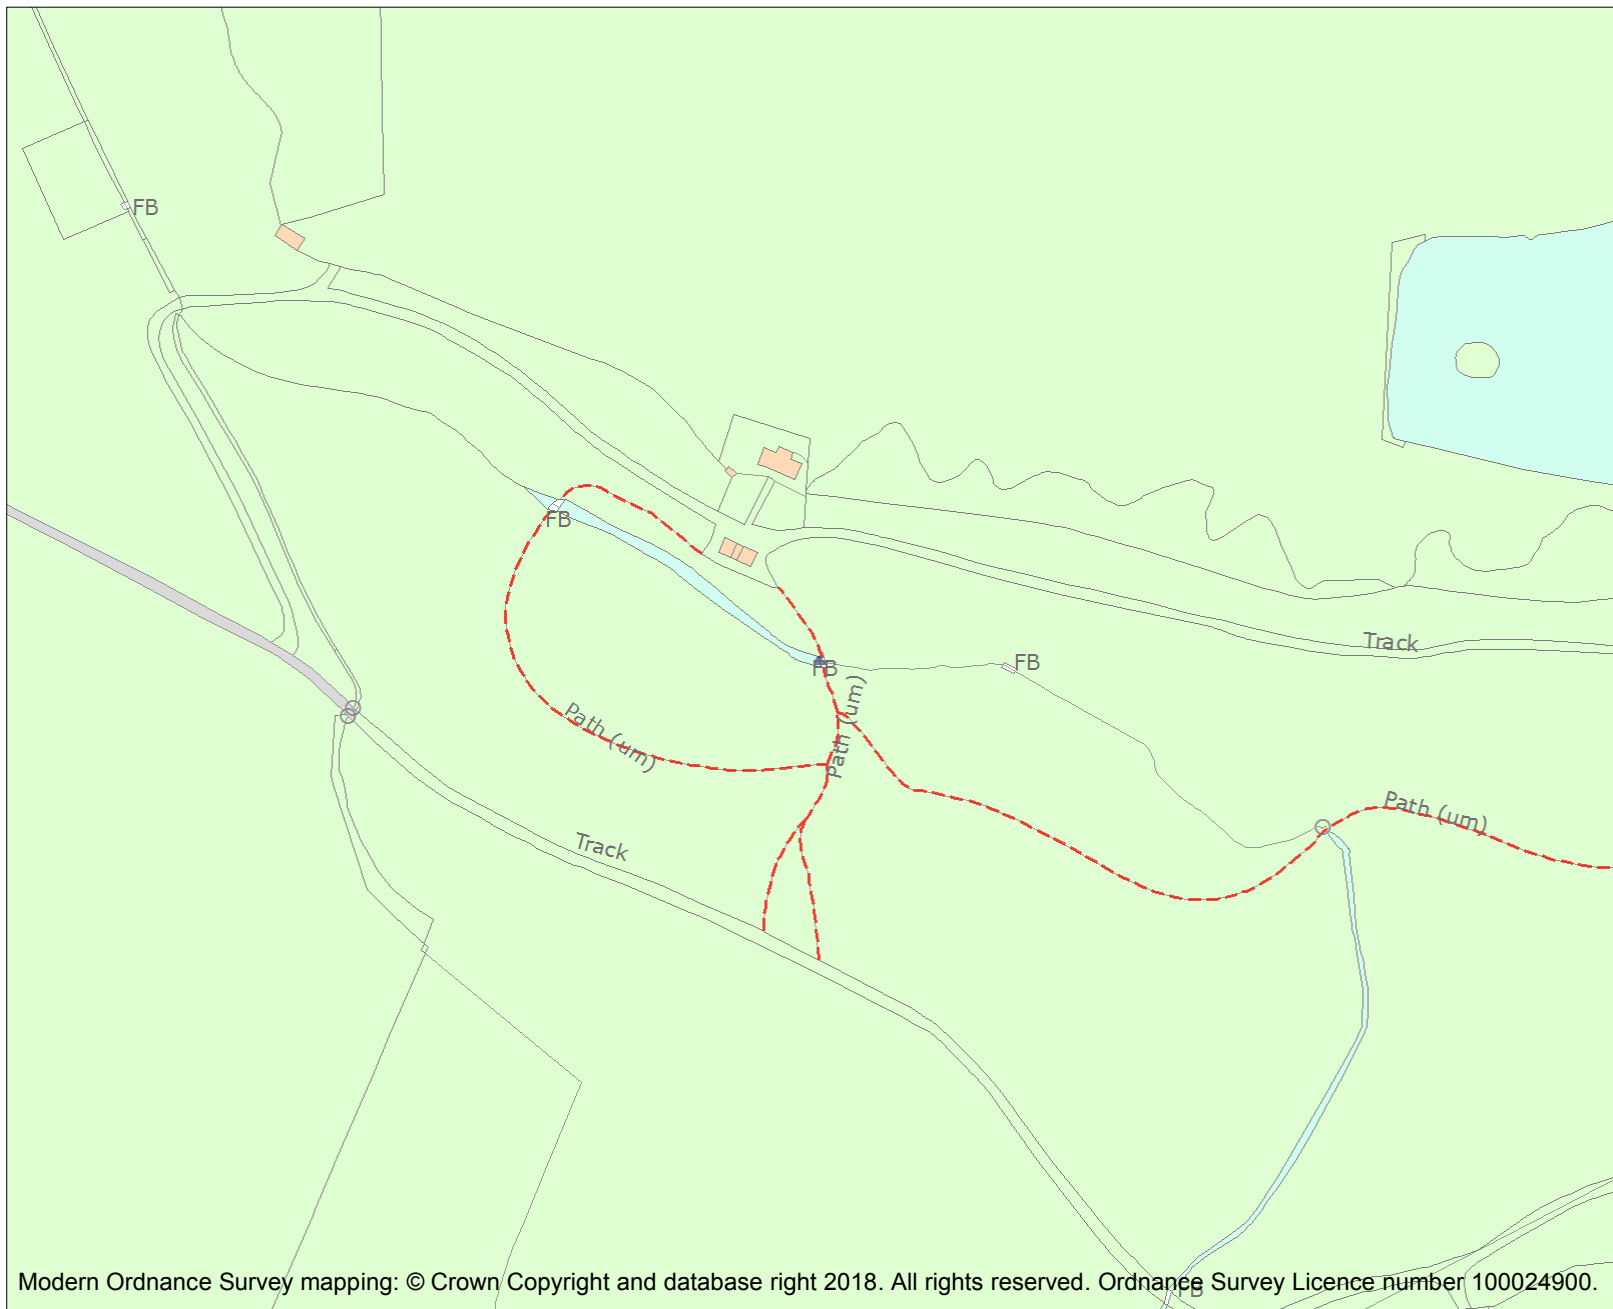 FB
FB
Track
FB
FB
Path (um)
Path (um)
Path (um)
Track
FB
Modern Ordnance Survey mapping: © Crown Copyright and database right 2018. All rights reserved. Ordnance Survey Licence number 100024900.